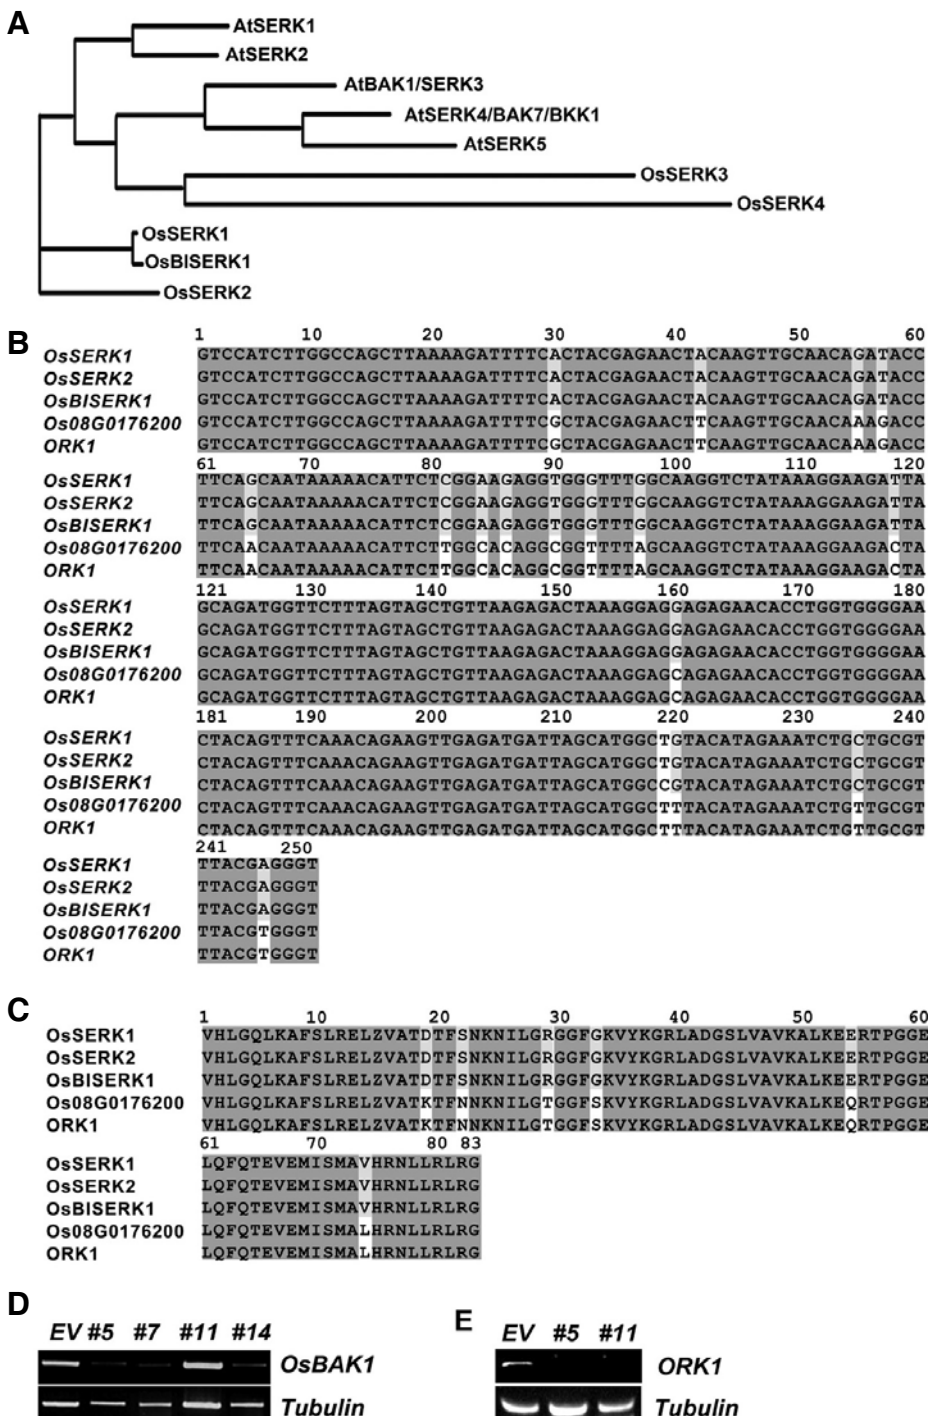 A
AtSERK1
AtSERK2
AtBAK1/SERK3
AtSERK4/BAK7/BKK1
AtSERK5
OsSERK3
OsSERK4
OsSERK1
OsBISERK1
OsSERK2
B
1 10 20 30 40 50 60
OsSERK1 GTCCATCTTGGCCAGCTTAAAAGATTTTCACTACGAGAACTACAAGTTGCAACAGATACC
OsSERK2 GTCCATCTTGGCCAGCTTAAAAGATTTTCACTACGAGAACTACAAGTTGCAACAGATACC
OsBISERK1 GTCCATCTTGGCCAGCTTAAAAGATTTTCACTACGAGAACTACAAGTTGCAACAGATACC
Os08G0176200 GTCCATCTTGGCCAGCTTAAAAGATTTTCGCTACGAGAACTTCAAGTTGCAACAAAGACC
ORK1 GTCCATCTTGGCCAGCTTAAAAGATTTTCGCTACGAGAACTTCAAGTTGCAACAAAGACC
61 70 80 90 100 110 120
OsSERK1 TTCAGCAATAAAAACATTCTCGGAAGAGGTGGGTTTGGCAAGGTCTATAAAGGAAGATTA
OsSERK2 TTCAGCAATAAAAACATTCTCGGAAGAGGTGGGTTTGGCAAGGTCTATAAAGGAAGATTA
OsBISERK1 TTCAGCAATAAAAACATTCTCGGAAGAGGTGGGTTTGGCAAGGTCTATAAAGGAAGATTA
Os08G0176200 TTCAACAATAAAAACATTCTTGGCACAGGCGGTTTTAGCAAGGTCTATAAAGGAAGACTA
ORK1 TTCAACAATAAAAACATTCTTGGCACAGGCGGTTTTAGCAAGGTCTATAAAGGAAGACTA
121 130 140 150 160 170 180
OsSERK1 GCAGATGGTTCTTTAGTAGCTGTTAAGAGACTAAAGGAGGAGAGAACACCTGGTGGGGAA
OsSERK2 GCAGATGGTTCTTTAGTAGCTGTTAAGAGACTAAAGGAGGAGAGAACACCTGGTGGGGAA
OsBISERK1 GCAGATGGTTCTTTAGTAGCTGTTAAGAGACTAAAGGAGGAGAGAACACCTGGTGGGGAA
Os08G0176200 GCAGATGGTTCTTTAGTAGCTGTTAAGAGACTAAAGGAGCAGAGAACACCTGGTGGGGAA
ORK1 GCAGATGGTTCTTTAGTAGCTGTTAAGAGACTAAAGGAGCAGAGAACACCTGGTGGGGAA
181 190 200 210 220 230 240
OsSERK1 CTACAGTTTCAAACAGAAGTTGAGATGATTAGCATGGCTGTACATAGAAATCTGCTGCGT
OsSERK2 CTACAGTTTCAAACAGAAGTTGAGATGATTAGCATGGCTGTACATAGAAATCTGCTGCGT
OsBISERK1 CTACAGTTTCAAACAGAAGTTGAGATGATTAGCATGGCCGTACATAGAAATCTGCTGCGT
Os08G0176200 CTACAGTTTCAAACAGAAGTTGAGATGATTAGCATGGCTTTACATAGAAATCTGTTGCGT
ORK1 CTACAGTTTCAAACAGAAGTTGAGATGATTAGCATGGCTTTACATAGAAATCTGTTGCGT
241 250
OsSERK1 TTACGAGGGT
OsSERK2 TTACGAGGGT
OsBISERK1 TTACGAGGGT
Os08G0176200 TTACGTGGGT
ORK1 TTACGTGGGT
C
1 10 20 30 40 50 60
OsSERK1 VHLGQLKAFSLRELZVATDTFSNKNILGRGGFGKVYKGRLADGSLVAVKALKEERTPGGE
OsSERK2 VHLGQLKAFSLRELZVATDTFSNKNILGRGGFGKVYKGRLADGSLVAVKALKEERTPGGE
OsBISERK1 VHLGQLKAFSLRELZVATDTFSNKNILGRGGFGKVYKGRLADGSLVAVKALKEERTPGGE
Os08G0176200 VHLGQLKAFSLRELZVATKTFNNKNILGTGGFSKVYKGRLADGSLVAVKALKEQRTPGGE
ORK1 VHLGQLKAFSLRELZVATKTFNNKNILGTGGFSKVYKGRLADGSLVAVKALKEQRTPGGE
61 70 80 83
OsSERK1 LQFQTEVEMISMAVHRNLLRLRG
OsSERK2 LQFQTEVEMISMAVHRNLLRLRG
OsBISERK1 LQFQTEVEMISMAVHRNLLRLRG
Os08G0176200 LQFQTEVEMISMALHRNLLRLRG
ORK1 LQFQTEVEMISMALHRNLLRLRG
D
EV #5 #7 #11 #14
OsBAK1
Tubulin
E
EV #5 #11
ORK1
Tubulin